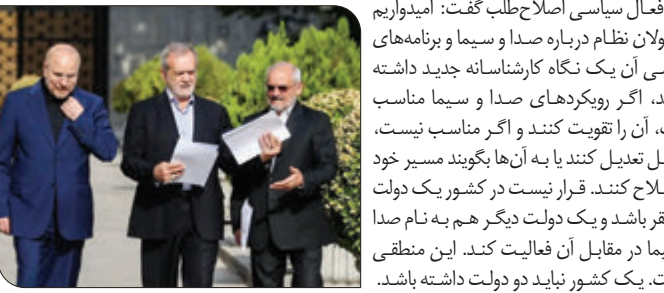 فعال سیاسی اصلاح‌طلب گفت: امیدواریم
ولان نظام درباره صدا و سیما و برنامه‌های
ی آن یک نگاه کارشناسانه جدید داشته
د، اگر رویکردهای صدا و سیما مناسب
، آن را تقویت کنند و اگر مناسب نیست،
ل تعدیل کنند یا به آن‌ها بگویند مسیر خود
لاح کنند. قرار نیست در کشور یک دولت
قر باشد و یک دولت دیگر هم به نام صدا
یما در مقابل آن فعالیت کند. این منطقی
ت. یک کشور نباید دو دولت داشته باشد.